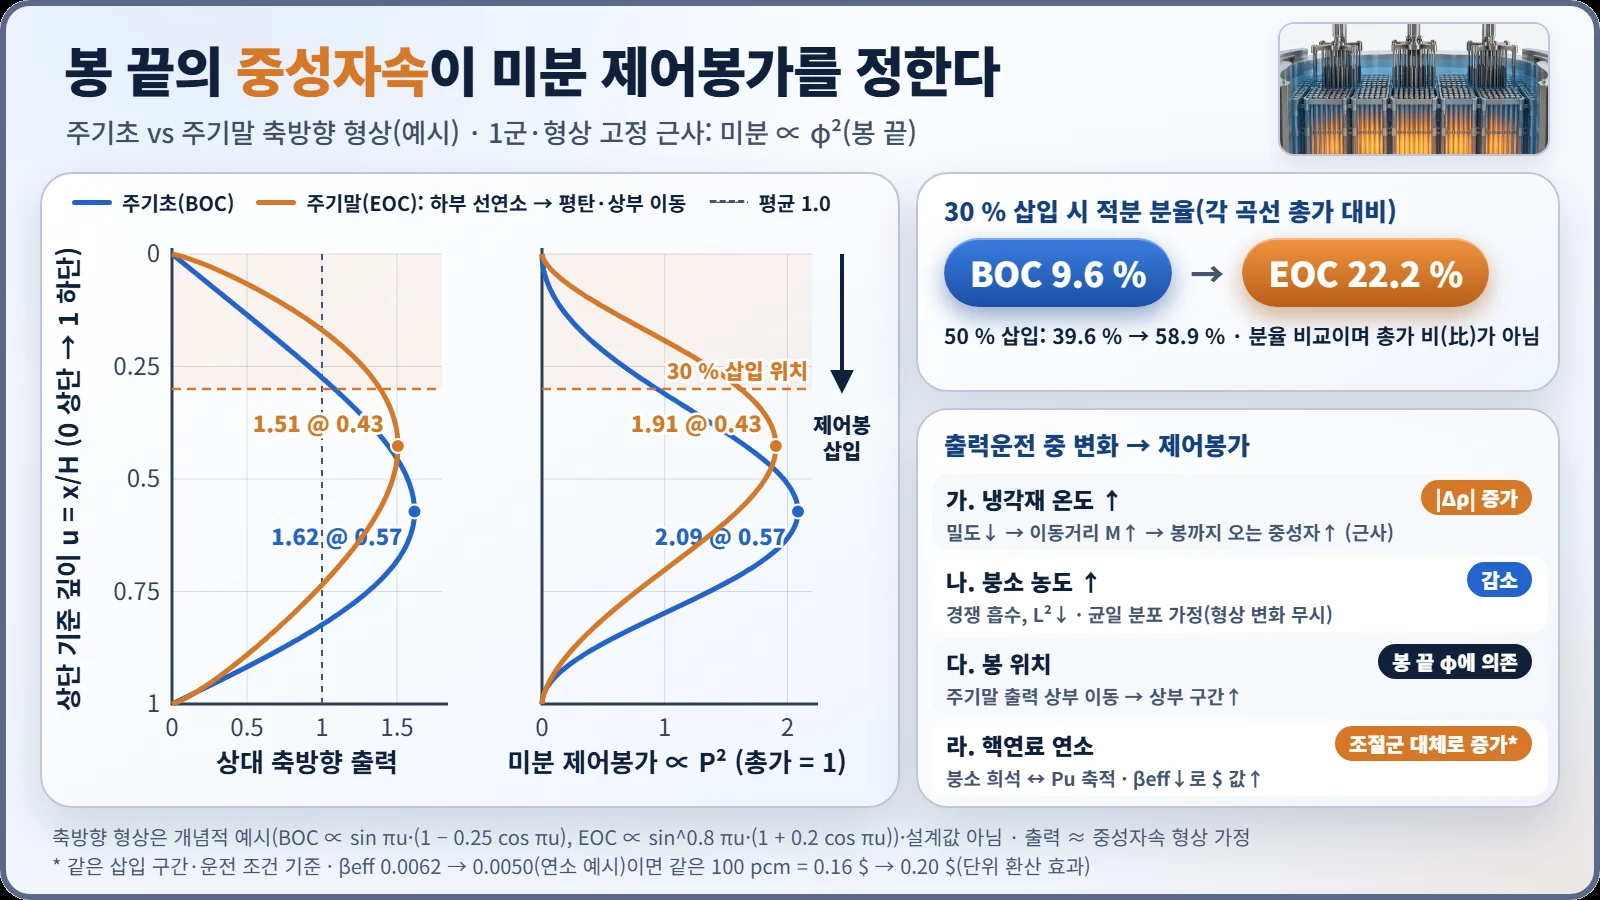 봉 끝의 중성자속이 미분 제어봉가를 정한다
주기초 vs 주기말 축방향 형상(예시) · 1군·형상 고정 근사: 미분 ∝ ϕ²(봉 끝)
주기초(BOC)
주기말(EOC): 하부 선연소 → 평탄·상부 이동
평균 1.0
상단 기준 깊이 u = x/H (0 상단 → 1 하단)
0
0.25
0.5
0.75
1
1.51 @ 0.43
1.62 @ 0.57
0 0.5 1 1.5
상대 축방향 출력
30 % 삽입 위치
1.91 @ 0.43
2.09 @ 0.57
0 1 2
미분 제어봉가 ∝ P² (총가 = 1)
제어봉
삽입
30 % 삽입 시 적분 분율(각 곡선 총가 대비)
BOC 9.6 % → EOC 22.2 %
50 % 삽입: 39.6 % → 58.9 % · 분율 비교이며 총가 비(比)가 아님
출력운전 중 변화 → 제어봉가
가. 냉각재 온도 ↑
|Δρ| 증가
밀도↓ → 이동거리 M↑ → 봉까지 오는 중성자↑ (근사)
나. 붕소 농도 ↑
감소
경쟁 흡수, L²↓ · 균일 분포 가정(형상 변화 무시)
다. 봉 위치
봉 끝 ϕ에 의존
주기말 출력 상부 이동 → 상부 구간↑
라. 핵연료 연소
조절군 대체로 증가*
붕소 희석 ↔ Pu 축적 · βeff↓로 $ 값↑
축방향 형상은 개념적 예시(BOC ∝ sin πu·(1 − 0.25 cos πu), EOC ∝ sin^0.8 πu·(1 + 0.2 cos πu))·설계값 아님 · 출력 ≈ 중성자속 형상 가정
* 같은 삽입 구간·운전 조건 기준 · βeff 0.0062 → 0.0050(연소 예시)이면 같은 100 pcm = 0.16 $ → 0.20 $(단위 환산 효과)